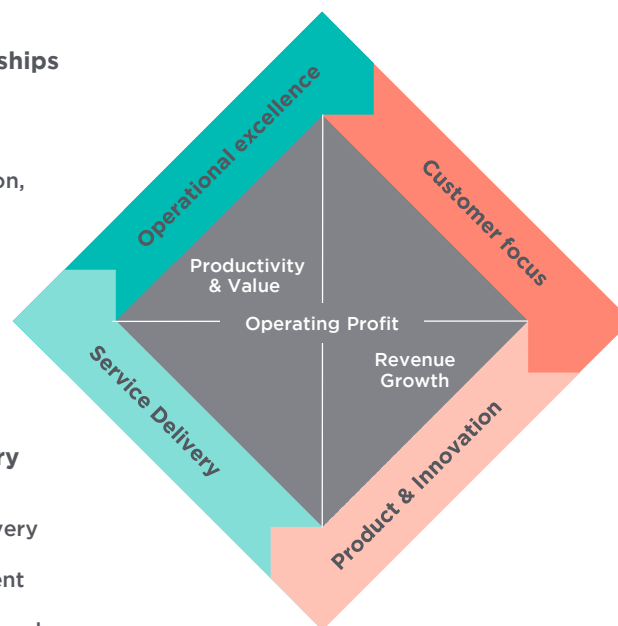 ships
on,
Operational excellence
Customer focus
Productivity
& Value
Operating Profit
Revenue
Growth
Service Delivery
Product & Innovation
ry
very
ent